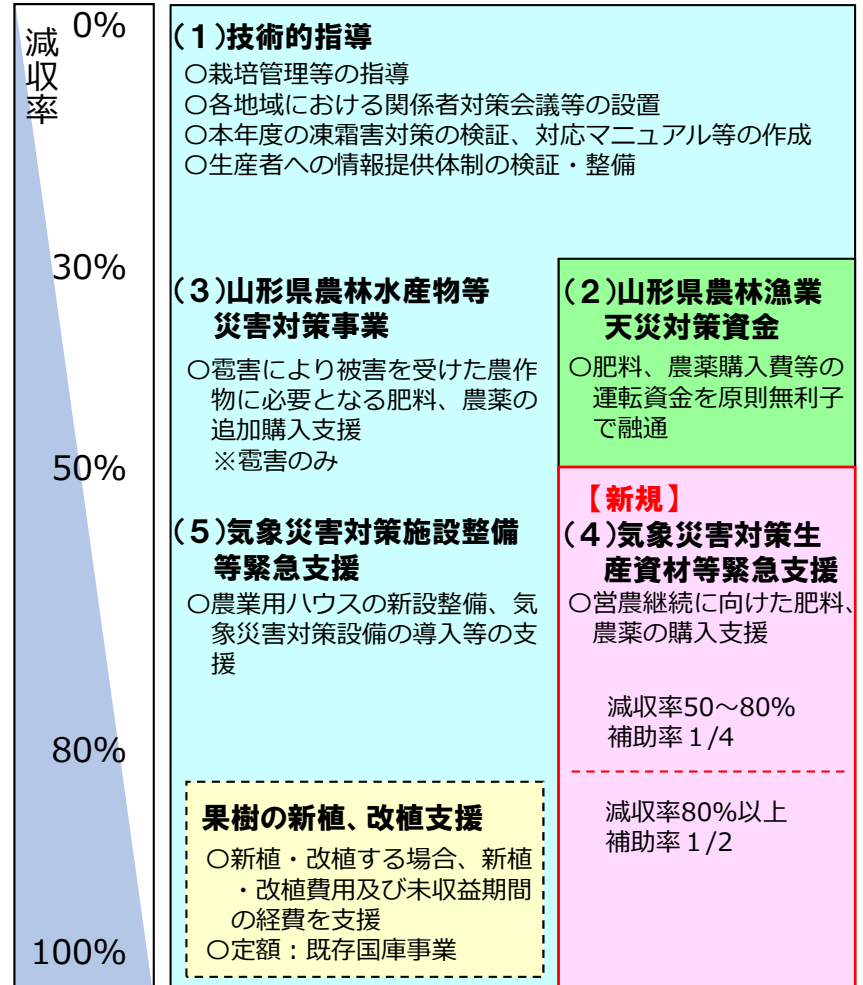 減収率
0%
30%
50%
80%
100%
（１）技術的指導
〇栽培管理等の指導
〇各地域における関係者対策会議等の設置
〇本年度の凍霜害対策の検証、対応マニュアル等の作成
〇生産者への情報提供体制の検証・整備
（３）山形県農林水産物等
災害対策事業
〇雹害により被害を受けた農作
物に必要となる肥料、農薬の
追加購入支援
※雹害のみ
（２）山形県農林漁業
天災対策資金
〇肥料、農薬購入費等の
運転資金を原則無利子
で融通
（５）気象災害対策施設整備
等緊急支援
〇農業用ハウスの新設整備、気
象災害対策設備の導入等の支
援
【新規】
（４）気象災害対策生
産資材等緊急支援
〇営農継続に向けた肥料、
農薬の購入支援
減収率50～80%
補助率１/4
減収率80%以上
補助率１/2
果樹の新植、改植支援
〇新植・改植する場合、新植
・改植費用及び未収益期間
の経費を支援
〇定額：既存国庫事業